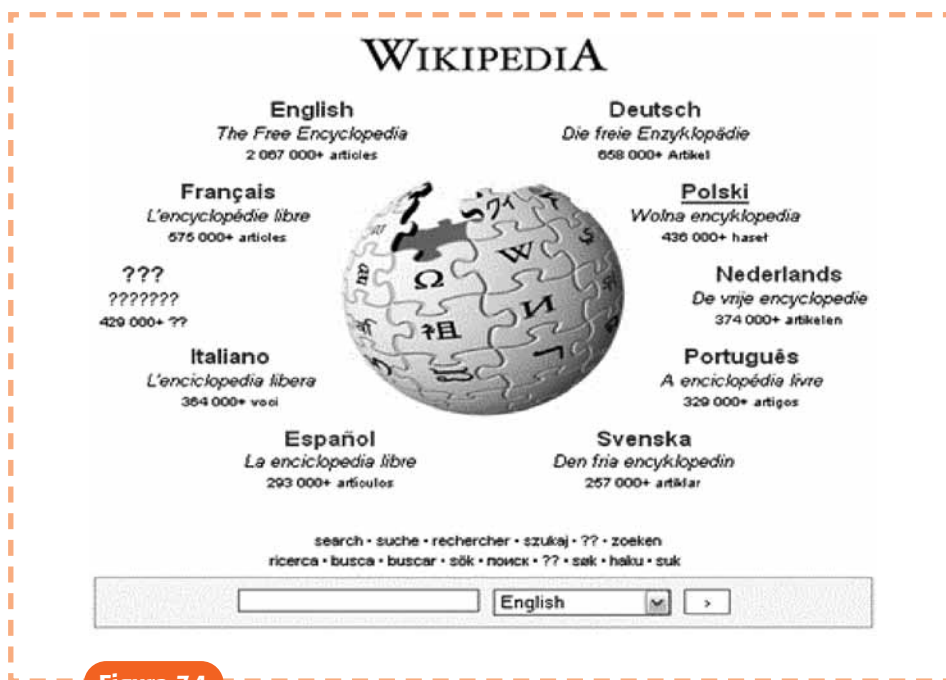 WIKIPEDIA
English
The Free Encyclopedia
2 067 000+ articles
Deutsch
Die freie Enzyklopädie
658 000+ Artikel
Français
L'encyclopédie libre
575 000+ articles
Polski
Wolna encyklopedia
436 000+ haseł
???
???????
429 000+ ??
Nederlands
De vrije encyclopedie
374 000+ artikelen
Italiano
L'enciclopedia libera
364 000+ voci
Português
A enciclopédia livre
329 000+ artigos
Español
La enciclopedia libre
293 000+ artículos
Svenska
Den fria encyklopedin
257 000+ artiklar
Ω W И 祖
search • suche • rechercher • szukaj • ?? • zoeken
ricerca • busca • buscar • sök • поиск • ?? • søk • haku • suk
English >